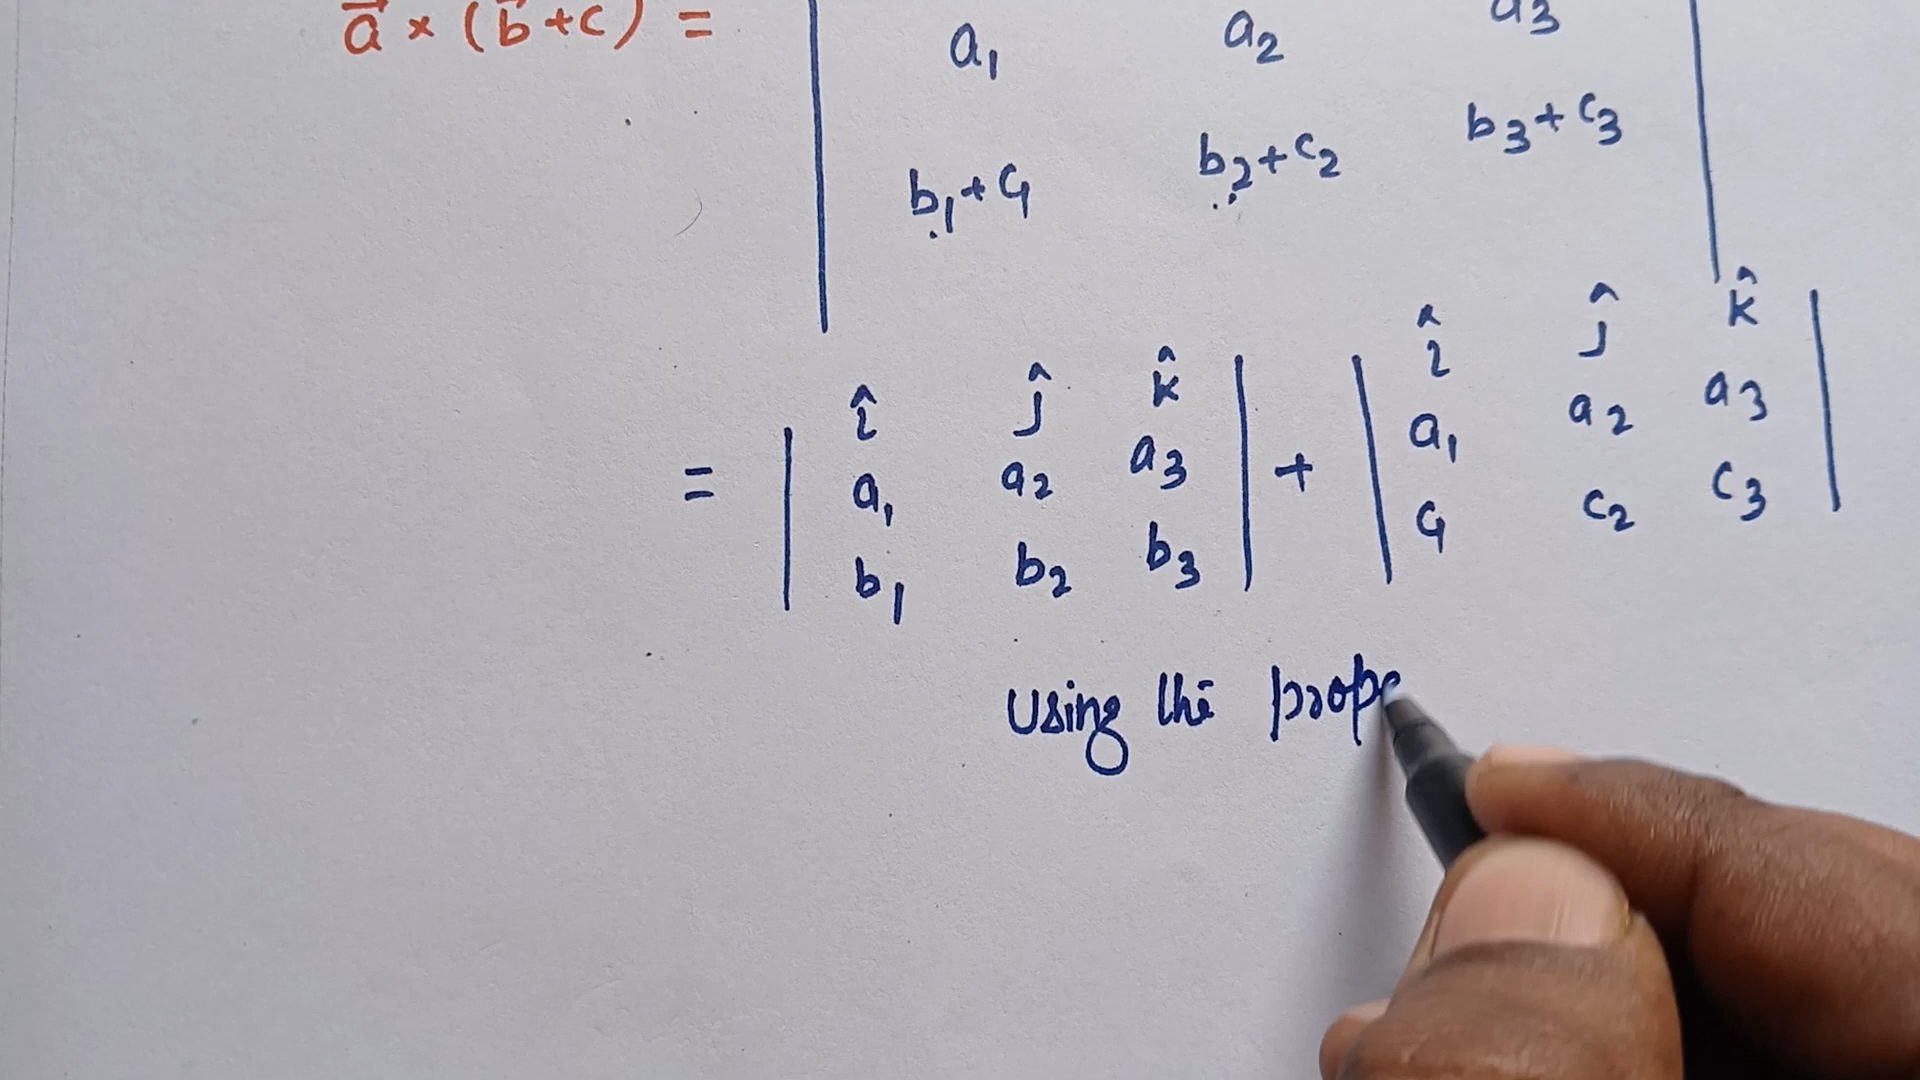 a⃗ × (b⃗ + c) =
a₁ a₂ a₃
b₁+c₁ b₂+c₂ b₃+c₃
î ĵ k̂ î ĵ k̂
= | a₁ a₂ a₃ | + | a₁ a₂ a₃ |
b₁ b₂ b₃ c₁ c₂ c₃
using the prope